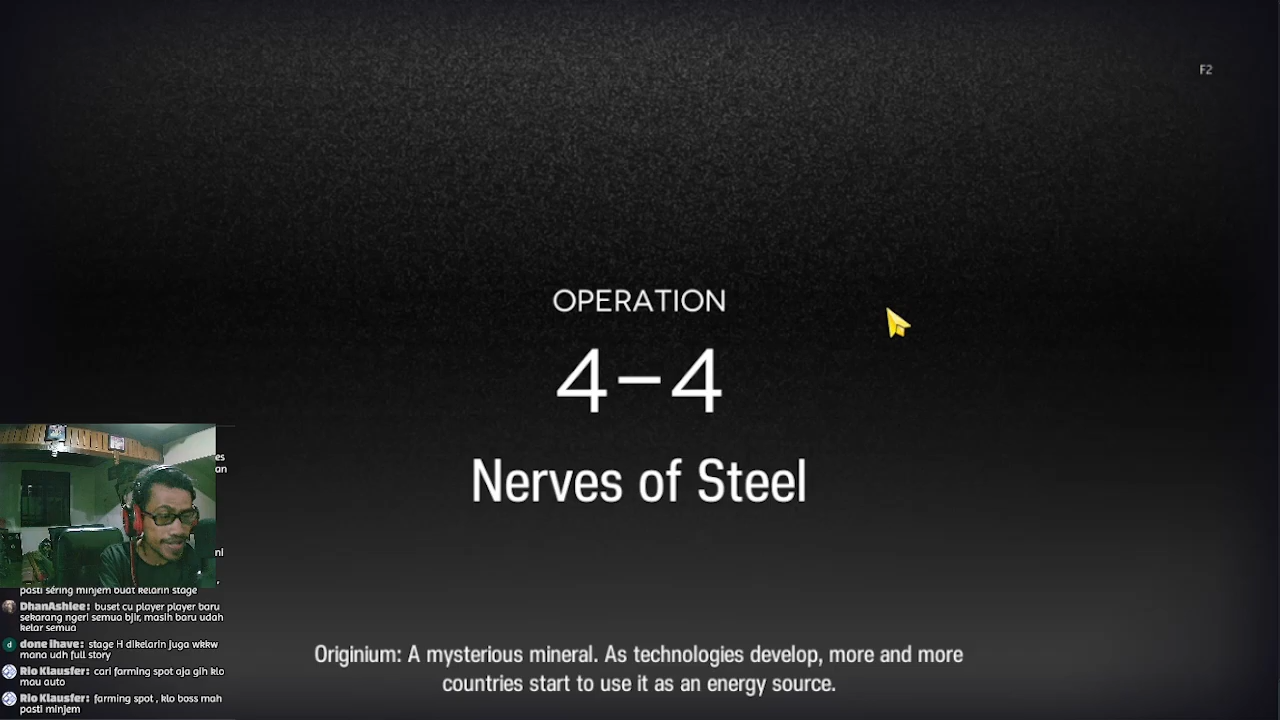 F2
OPERATION
4-4
Nerves of Steel
Originium: A mysterious mineral. As technologies develop, more and more
countries start to use it as an energy source.
es
an
ni
pasti sering minjem buat kelarin stage
DhanAshlee: buset cu player player baru
sekarang ngeri semua bjir, masih baru udah
kelar semua
done ihave: stage H dikelarin juga wkkw
mana udh full story
Rio Klausfer: cari farming spot aja gih klo
mau auto
Rio Klausfer: farming spot , klo boss mah
pasti minjem